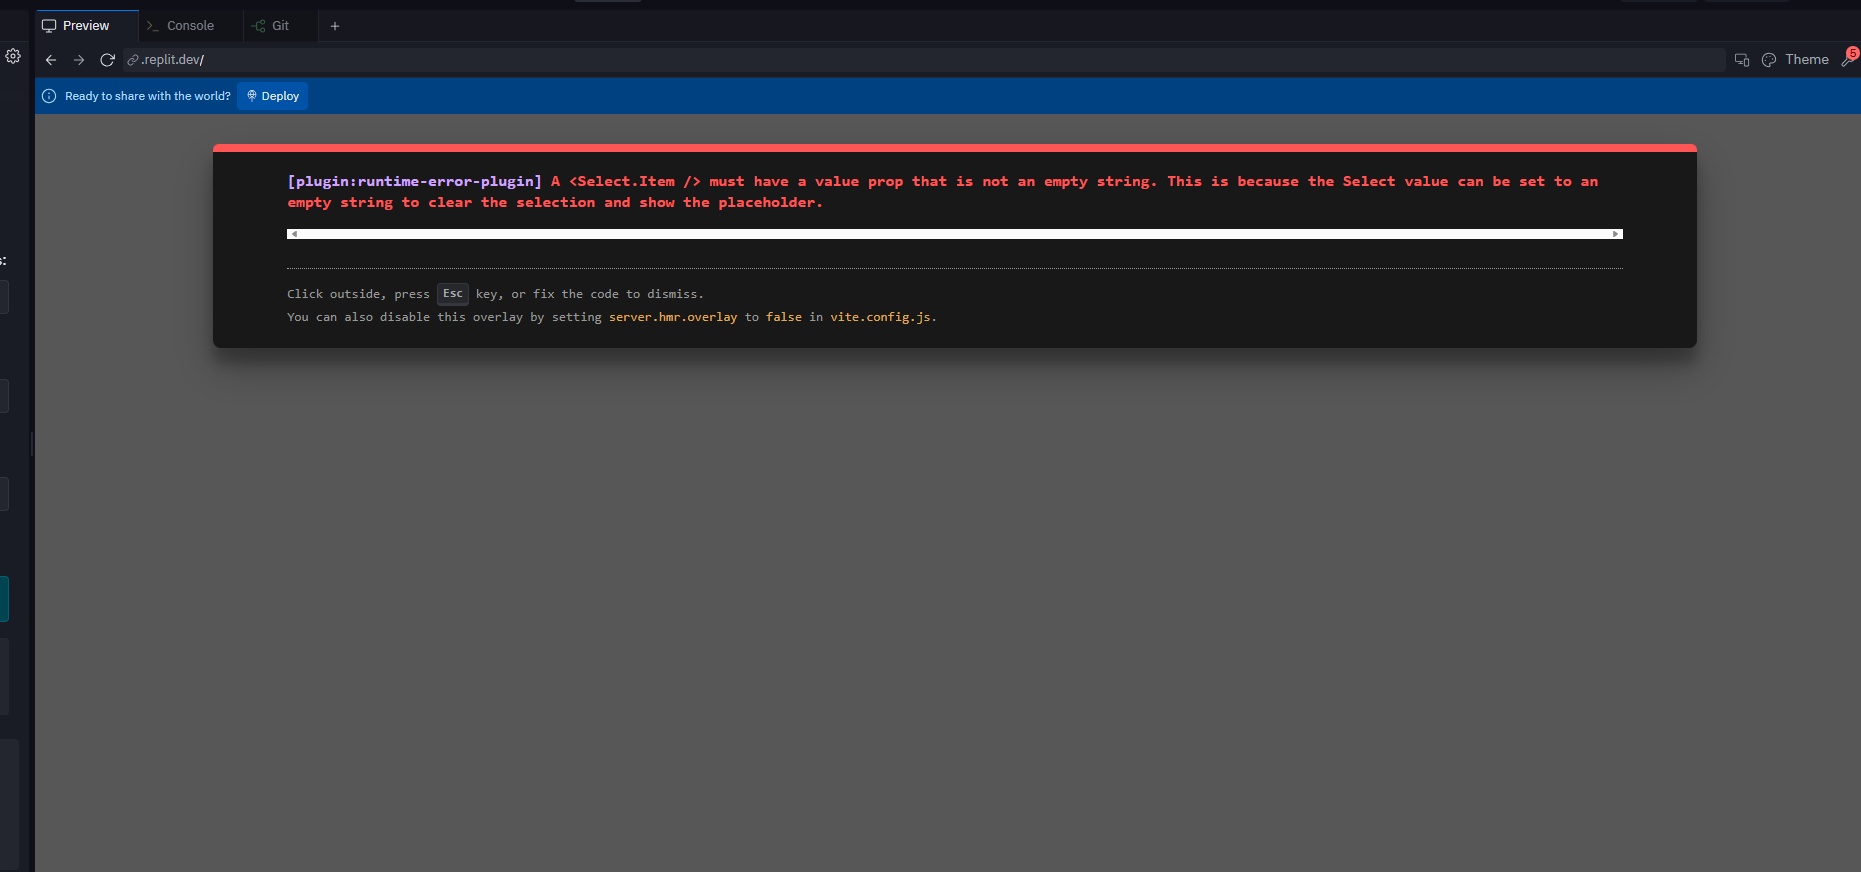 Preview
Console
Git
.replit.dev/
Theme
5
Ready to share with the world?
Deploy
[plugin:runtime-error-plugin] A <Select.Item /> must have a value prop that is not an empty string. This is because the Select value can be set to an
empty string to clear the selection and show the placeholder.
s:
Click outside, press Esc key, or fix the code to dismiss.
You can also disable this overlay by setting server.hmr.overlay to false in vite.config.js.